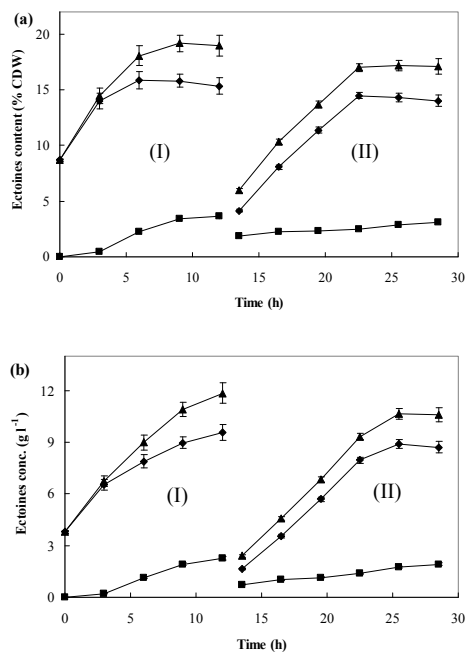 (a)
Ectoines content (% CDW)
20
15
10
5
0
(I)
(II)
0 5 10 15 20 25 30
Time (h)
(b)
Ectoines conc. (g l⁻¹)
12
9
6
3
0
(I)
(II)
0 5 10 15 20 25 30
Time (h)